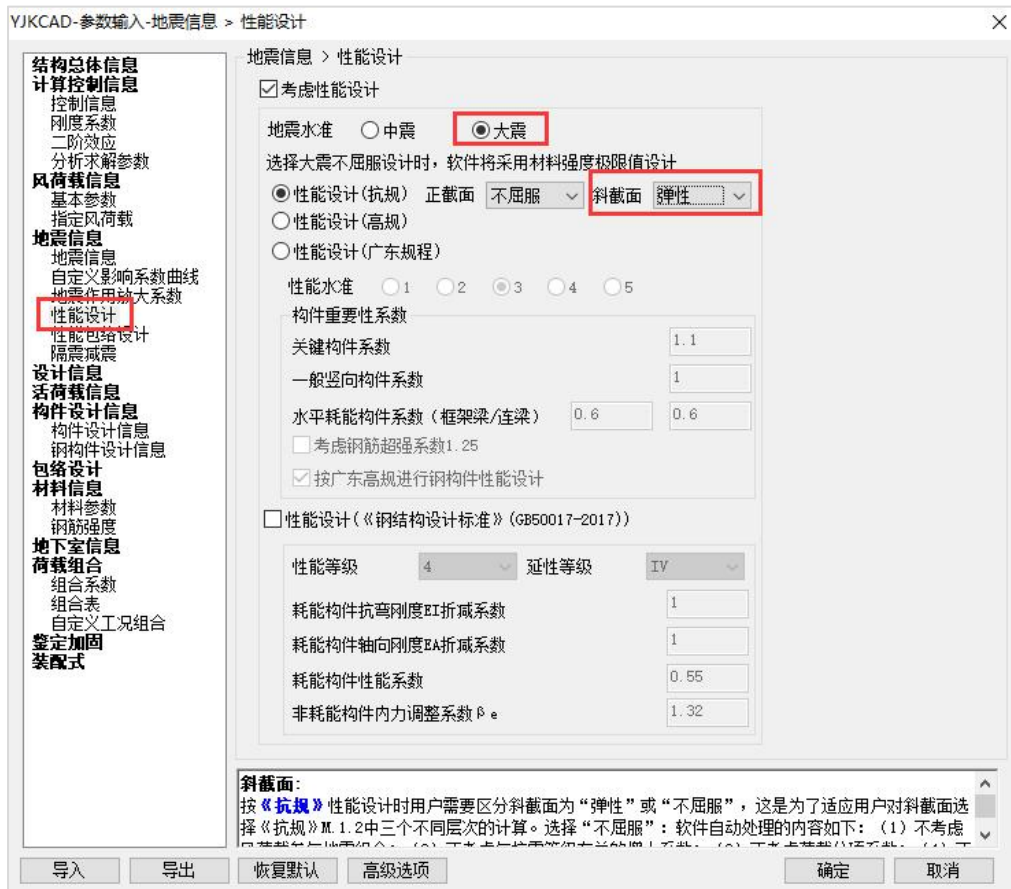 YJKCAD-参数输入-地震信息 > 性能设计
结构总体信息
计算控制信息
控制信息
刚度系数
二阶效应
分析求解参数
风荷载信息
基本参数
指定风荷载
地震信息
地震信息
自定义影响系数曲线
地震作用放大系数
性能设计
性能包络设计
隔震减震
设计信息
活荷载信息
构件设计信息
构件设计信息
钢构件设计信息
包络设计
材料信息
材料参数
钢筋强度
地下室信息
荷载组合
组合系数
组合表
自定义工况组合
鉴定加固
装配式
地震信息 > 性能设计
考虑性能设计
地震水准 中震 大震
选择大震不屈服设计时，软件将采用材料强度极限值设计
性能设计(抗规) 正截面 不屈服 斜截面 弹性
性能设计(高规)
性能设计(广东规程)
性能水准 1 2 3 4 5
构件重要性系数
关键构件系数 1.1
一般竖向构件系数 1
水平耗能构件系数（框架梁/连梁） 0.6 0.6
考虑钢筋超强系数1.25
按广东高规进行钢构件性能设计
性能设计(《钢结构设计标准》(GB50017-2017))
性能等级 4 延性等级 IV
耗能构件抗弯刚度EI折减系数 1
耗能构件轴向刚度EA折减系数 1
耗能构件性能系数 0.55
非耗能构件内力调整系数βe 1.32
斜截面:
按《抗规》性能设计时用户需要区分斜截面为“弹性”或“不屈服”，这是为了适应用户对斜截面选
择《抗规》M.1.2中三个不同层次的计算。选择“不屈服”：软件自动处理的内容如下：（1）不考虑
导入 导出 恢复默认 高级选项 确定 取消